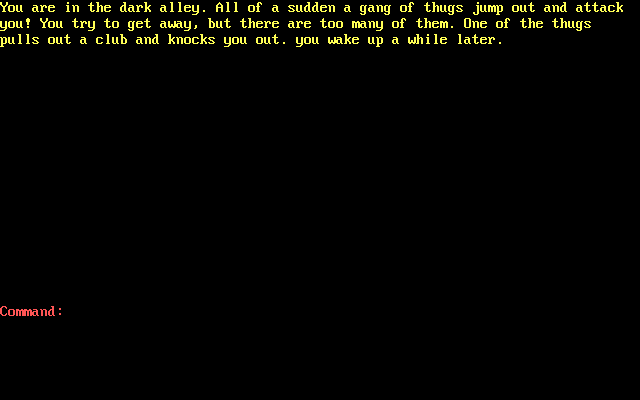 You are in the dark alley. All of a sudden a gang of thugs jump out and attack
you! You try to get away, but there are too many of them. One of the thugs
pulls out a club and knocks you out. you wake up a while later.
Command: